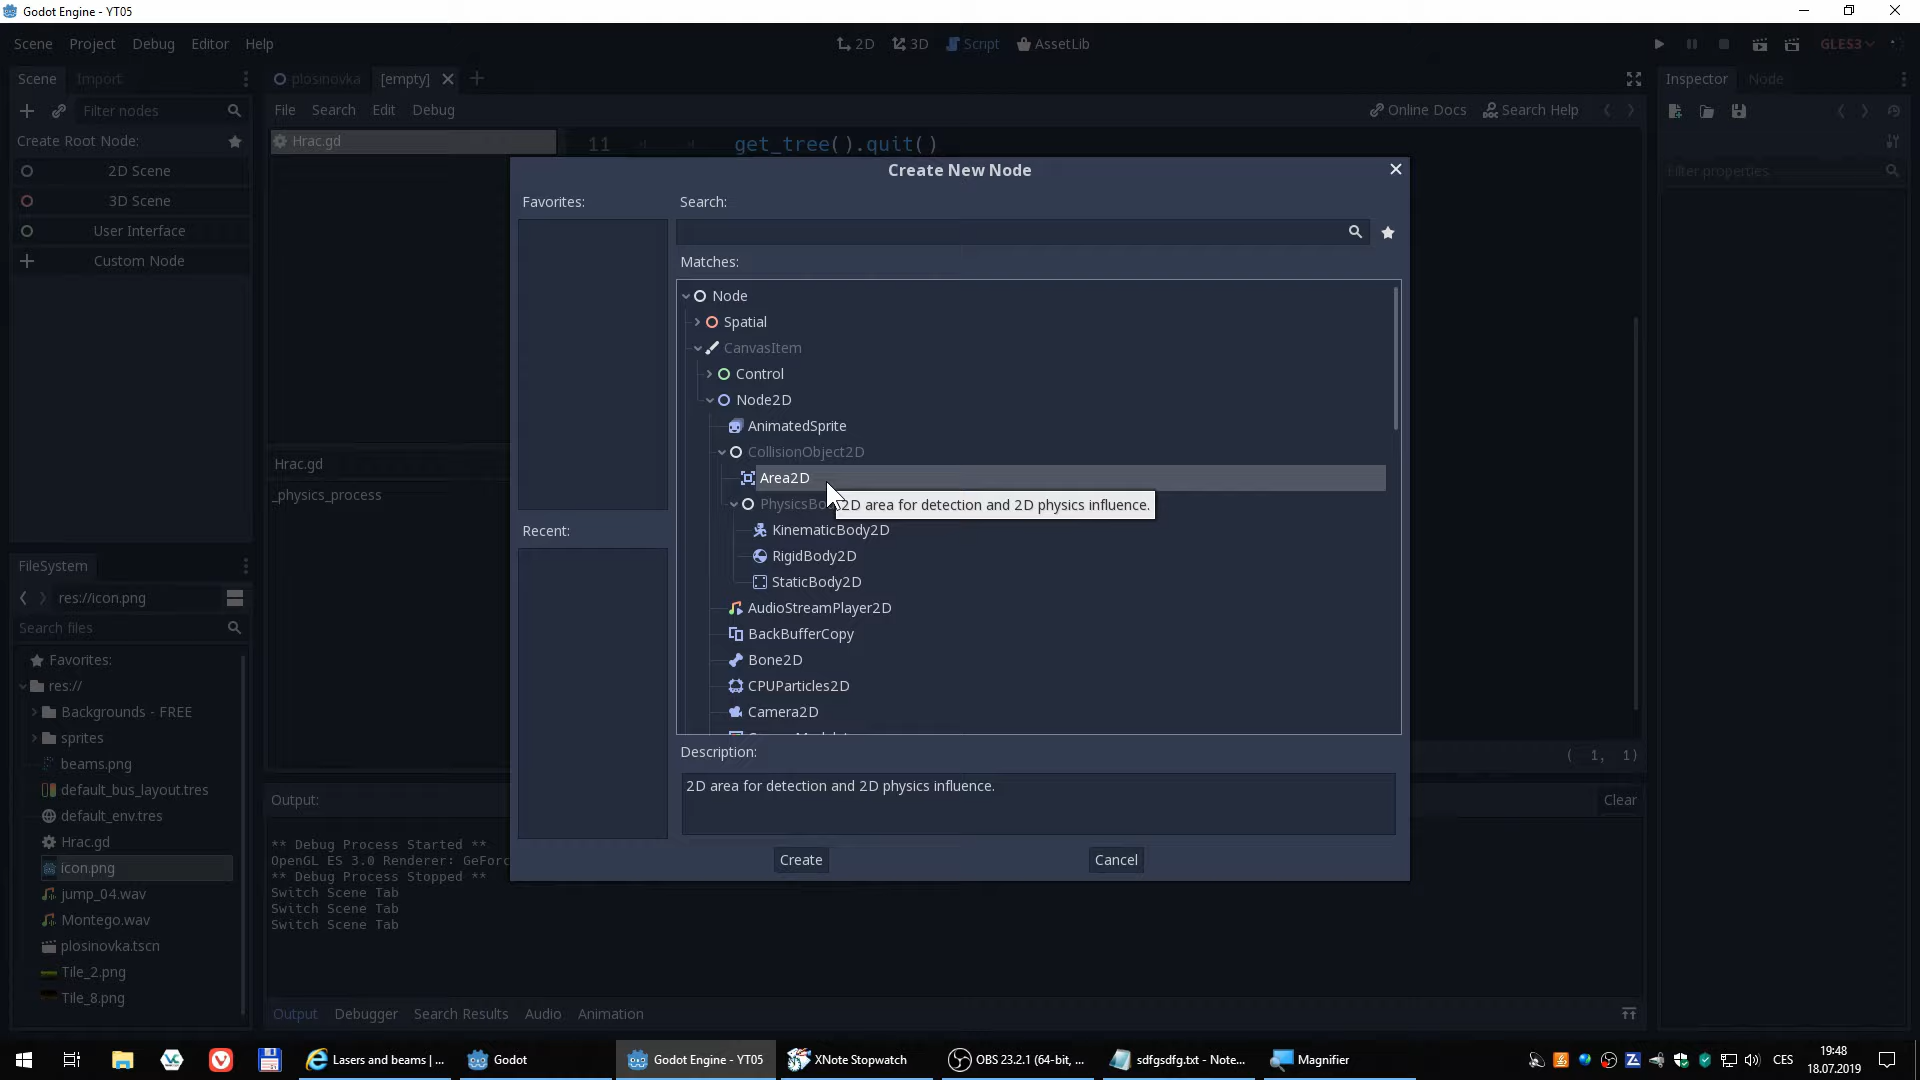 Godot Engine - YT05
Scene Project Debug Editor Help
2D 3D Script AssetLib
GLES3
Scene Import
plosinovka [empty]
Inspector Node
Filter nodes
File Search Edit Debug
Online Docs Search Help
Create Root Node:
2D Scene
3D Scene
User Interface
Custom Node
Hrac.gd
11 get_tree().quit()
Filter properties
Create New Node
Favorites:
Search:
Matches:
Node
Spatial
CanvasItem
Control
Node2D
AnimatedSprite
CollisionObject2D
Area2D
2D area for detection and 2D physics influence.
KinematicBody2D
RigidBody2D
StaticBody2D
AudioStreamPlayer2D
BackBufferCopy
Bone2D
CPUParticles2D
Camera2D
Recent:
Description:
2D area for detection and 2D physics influence.
Create Cancel
Hrac.gd
_physics_process
( 1, 1)
FileSystem
res://icon.png
Search files
Favorites:
res://
Backgrounds - FREE
sprites
beams.png
default_bus_layout.tres
default_env.tres
Hrac.gd
icon.png
jump_04.wav
Montego.wav
plosinovka.tscn
Tile_2.png
Tile_8.png
Output:
Clear
** Debug Process Started **
OpenGL ES 3.0 Renderer: GeForc
** Debug Process Stopped **
Switch Scene Tab
Switch Scene Tab
Switch Scene Tab
Output Debugger Search Results Audio Animation
Lasers and beams | ...
Godot
Godot Engine - YT05
XNote Stopwatch
OBS 23.2.1 (64-bit, ...
sdfgsdfg.txt - Note...
Magnifier
CES
19:48
18.07.2019